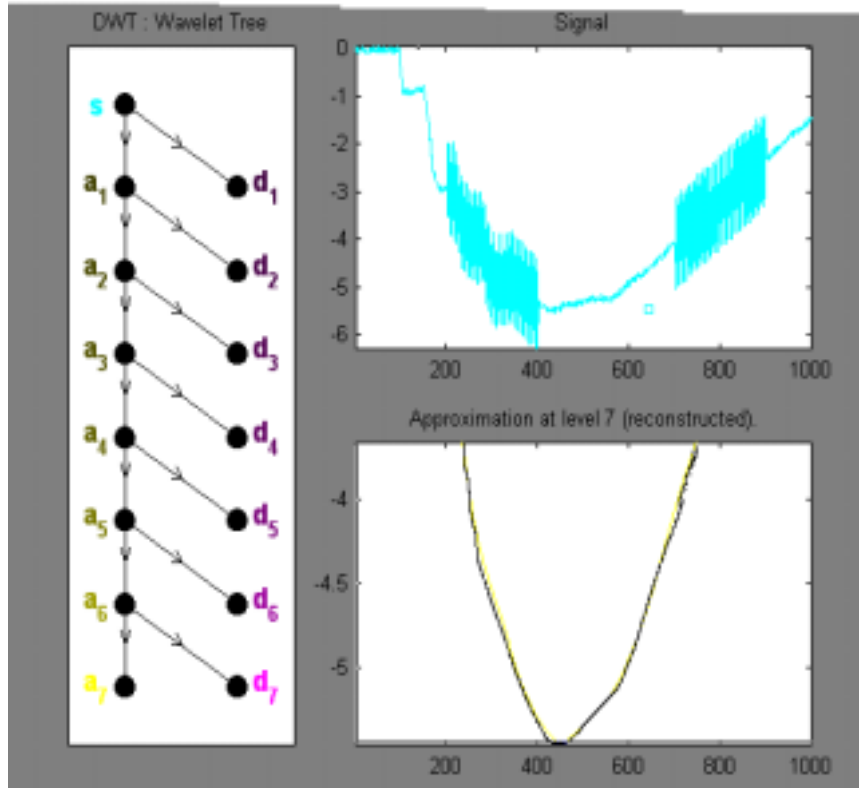 DWT : Wavelet Tree
s
a1
d1
a2
d2
a3
d3
a4
d4
a5
d5
a6
d6
a7
d7
Signal
0
-1
-2
-3
-4
-5
-6
200 400 600 800 1000
Approximation at level 7 (reconstructed).
-4
-4.5
-5
200 400 600 800 1000